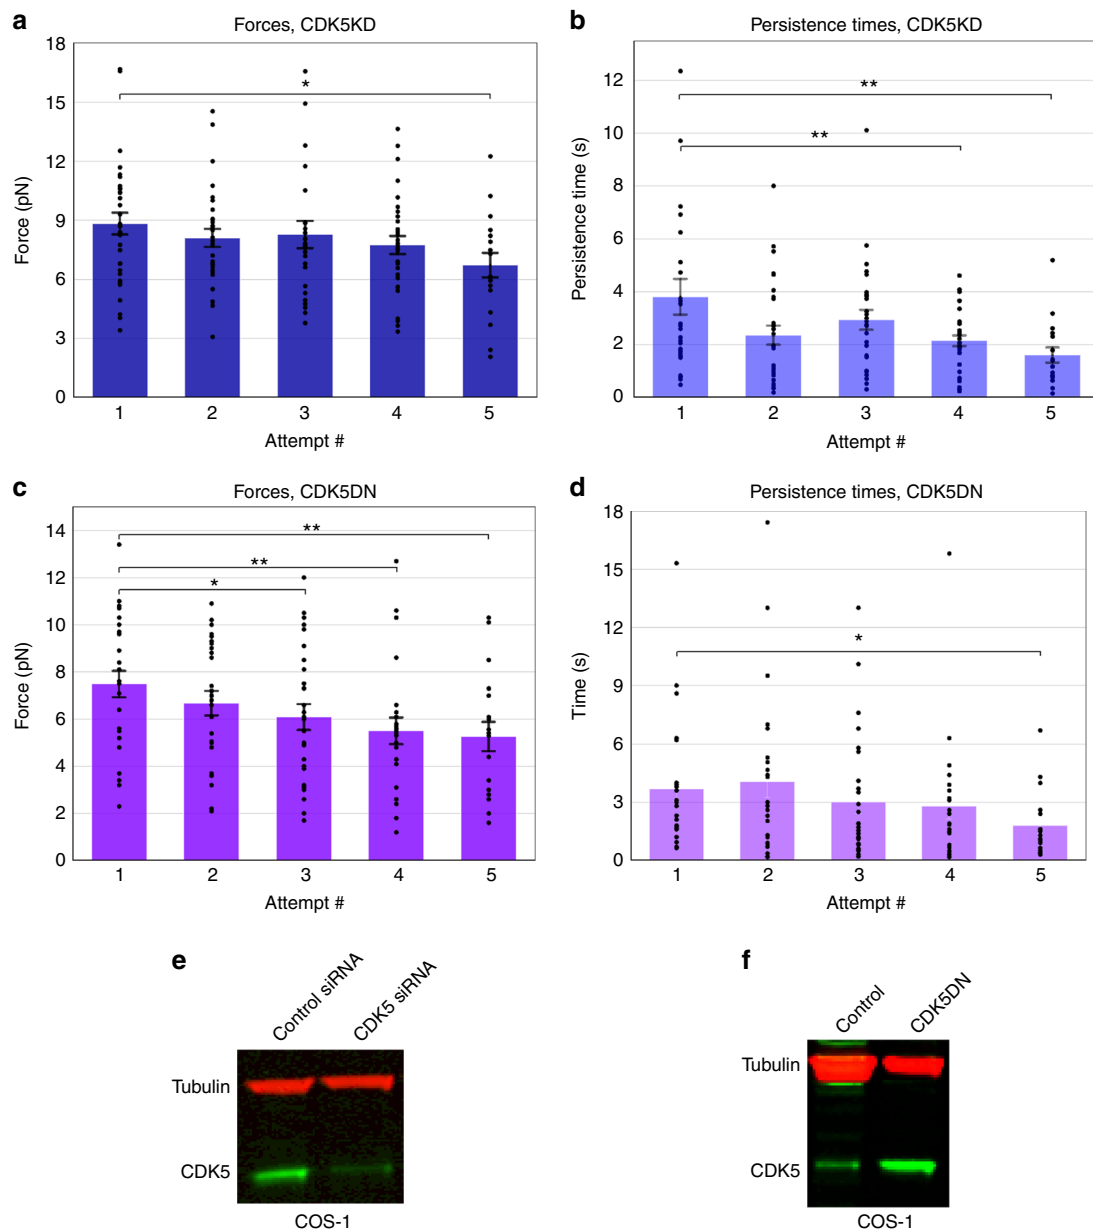 a
Forces, CDK5KD
18
15
12
9
6
3
0
Force (pN)
*
1 2 3 4 5
Attempt #
b
Persistence times, CDK5KD
12
10
8
6
4
2
0
Persistence time (s)
**
**
1 2 3 4 5
Attempt #
c
Forces, CDK5DN
14
12
10
8
6
4
2
0
Force (pN)
**
**
*
1 2 3 4 5
Attempt #
d
Persistence times, CDK5DN
18
15
12
9
6
3
0
Time (s)
*
1 2 3 4 5
Attempt #
e
Control siRNA
CDK5 siRNA
Tubulin
CDK5
COS-1
f
Control
CDK5DN
Tubulin
CDK5
COS-1